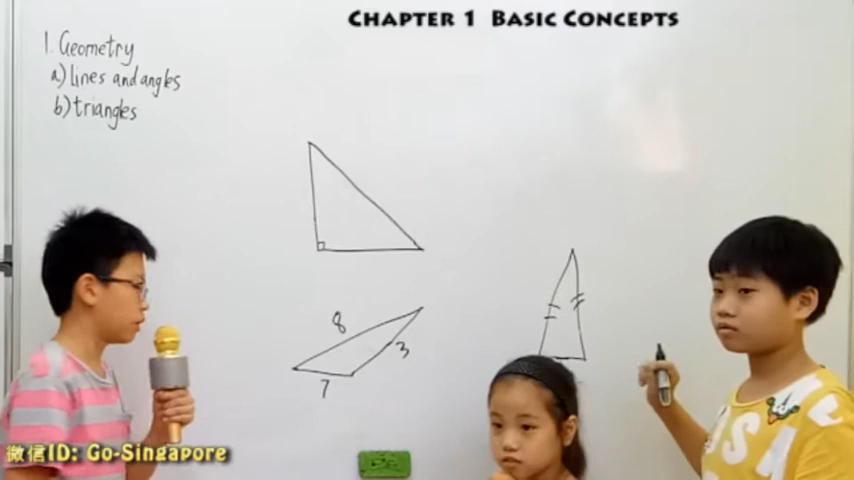 CHAPTER 1 BASIC CONCEPTS
1. Geometry
a) lines and angles
b) triangles
8
3
7
USA
微信ID: Go-Singapore